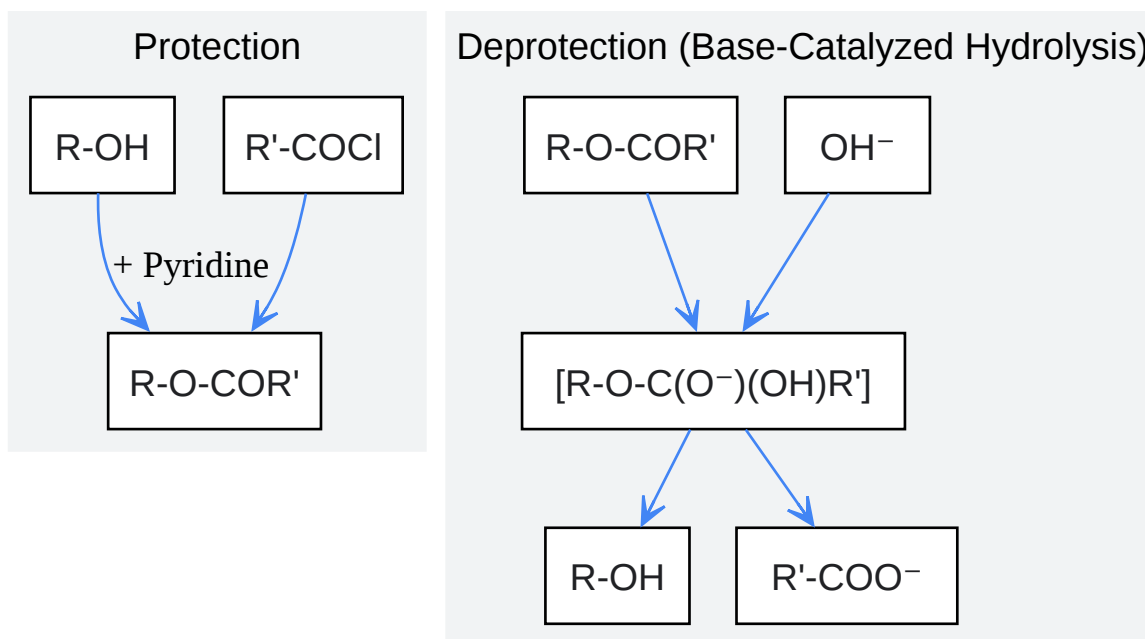 Protection
R-OH
R'-COCl
+ Pyridine
R-O-COR'
Deprotection (Base-Catalyzed Hydrolysis)
R-O-COR'
OH⁻
[R-O-C(O⁻)(OH)R']
R-OH
R'-COO⁻